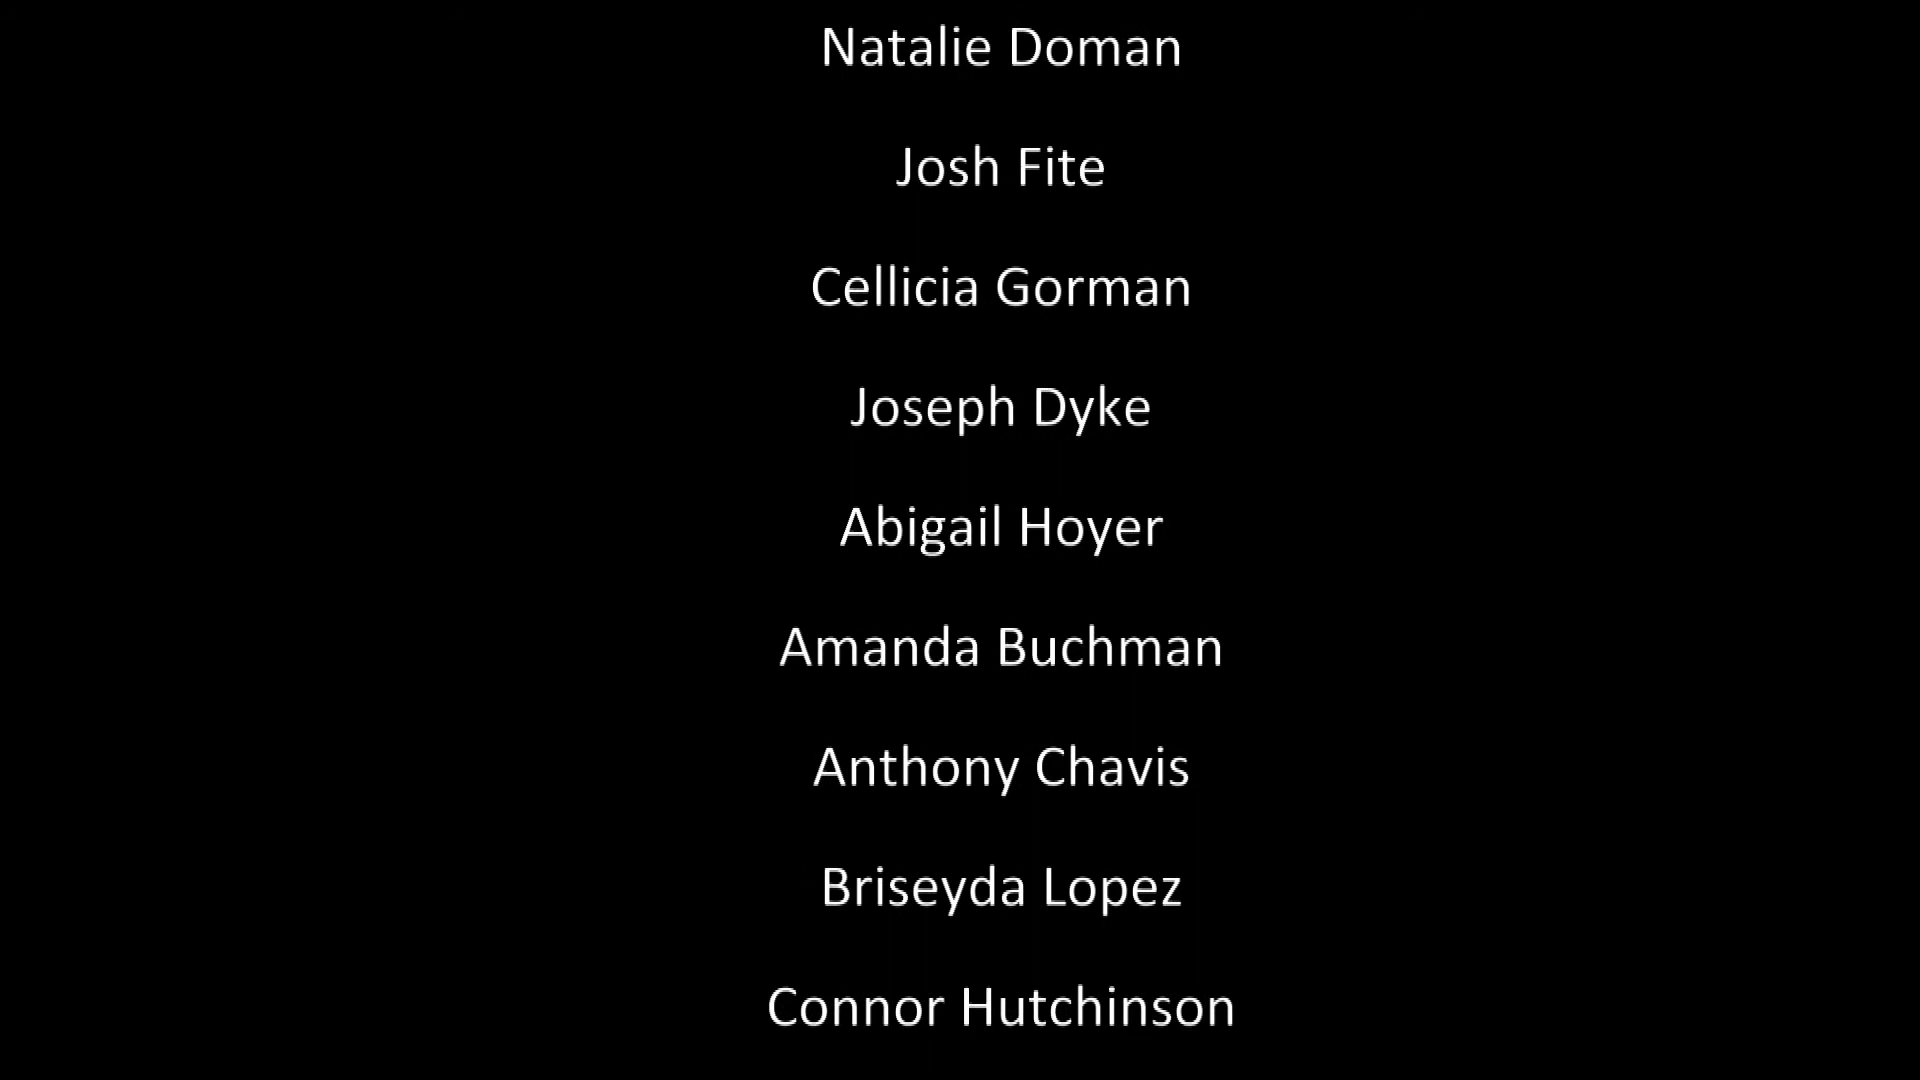 Natalie Doman
Josh Fite
Cellicia Gorman
Joseph Dyke
Abigail Hoyer
Amanda Buchman
Anthony Chavis
Briseyda Lopez
Connor Hutchinson